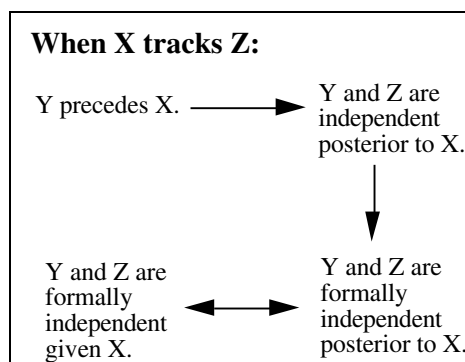 When X tracks Z:
Y precedes X.
Y and Z are
independent
posterior to X.
Y and Z are
formally
independent
given X.
Y and Z are
formally
independent
posterior to X.